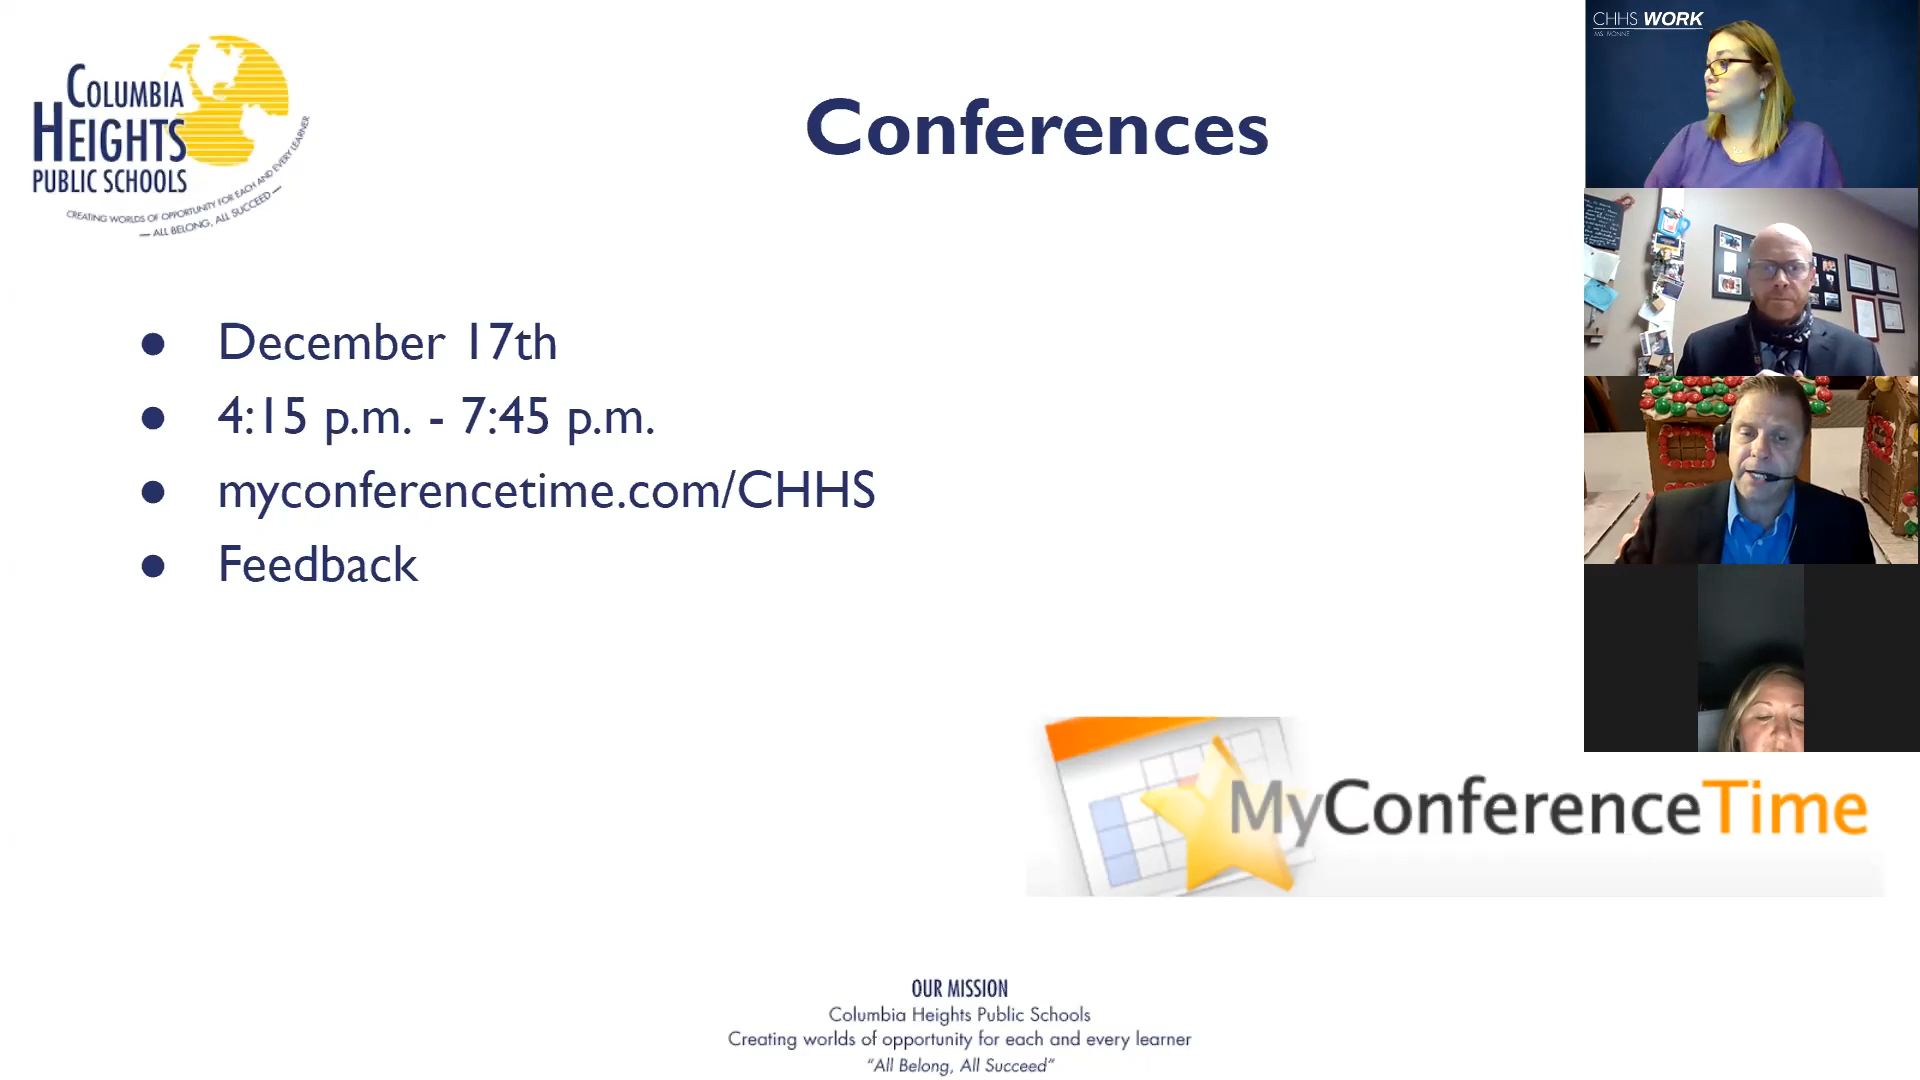 COLUMBIA
HEIGHTS
PUBLIC SCHOOLS
CREATING WORLDS OF OPPORTUNITY FOR EACH AND EVERY LEARNER
— ALL BELONG, ALL SUCCEED —
Conferences
● December 17th
● 4:15 p.m. - 7:45 p.m.
● myconferencetime.com/CHHS
● Feedback
CHHS WORK
MyConferenceTime
OUR MISSION
Columbia Heights Public Schools
Creating worlds of opportunity for each and every learner
“All Belong, All Succeed”